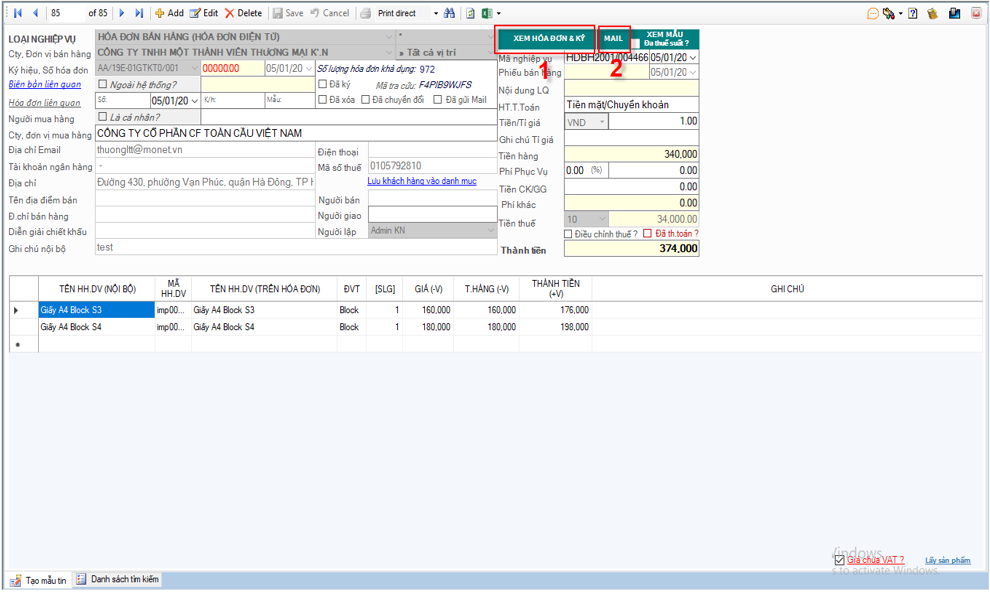 85 of 85 Add Edit Delete Save Cancel Print direct
LOẠI NGHIỆP VỤ HÓA ĐƠN BÁN HÀNG (HÓA ĐƠN ĐIỆN TỬ) * XEM HÓA ĐƠN & KÝ MAIL XEM MẪU
Đa thuế suất ?
1 2
Cty, Đơn vị bán hàng CÔNG TY TNHH MỘT THÀNH VIÊN THƯƠNG MẠI K'.N » Tất cả vị trí Mã nghiệp vụ HDBH2001/004466 05/01/20
Ký hiệu, Số hóa đơn AA/19E-01GTKT0/001 00000.00 05/01/20 Số lượng hóa đơn khả dụng: 972 Phiếu bán hàng 05/01/20
Biên bản liên quan Ngoài hệ thống? Đã ký Mã tra cứu: F4PIB9WJFS Nội dung LQ
Hóa đơn liên quan Số: 05/01/20 K/h: Mẫu: Đã xóa Đã chuyển đổi Đã gửi Mail HT.T.Toán Tiền mặt/Chuyển khoản
Người mua hàng Là cá nhân? Tiền/Tỉ giá VND 1.00
Cty, đơn vị mua hàng CÔNG TY CỔ PHẦN CF TOÀN CẦU VIỆT NAM Ghi chú Tỉ giá
Địa chỉ Email thuongltt@monet.vn Điện thoại Tiền hàng 340,000
Tài khoản ngân hàng - Mã số thuế 0105792810 Phí Phục Vụ 0.00 (%) 0.00
Địa chỉ Đường 430, phường Vạn Phúc, quận Hà Đông, TP H Lưu khách hàng vào danh mục Tiền CK/GG 0.00
Tên địa điểm bán Người bán Phí khác 0.00
Đ.chỉ bán hàng Người giao Tiền thuế 10 34,000.00
Diễn giải chiết khấu Người lập Admin KN Điều chỉnh thuế ? Đã th.toán ?
Ghi chú nội bộ test Thành tiền 374,000
TÊN HH.DV (NỘI BỘ) MÃ HH.DV TÊN HH.DV (TRÊN HÓA ĐƠN) ĐVT [SLG] GIÁ (-V) T.HÀNG (-V) THÀNH TIỀN (+V) GHI CHÚ
Giấy A4 Block S3 imp00... Giấy A4 Block S3 Block 1 160,000 160,000 176,000
Giấy A4 Block S4 imp00... Giấy A4 Block S4 Block 1 180,000 180,000 198,000
indows
Giá chưa VAT ? Lấy sản phẩm
s to activate Windows.
Tạo mẫu tin Danh sách tìm kiếm